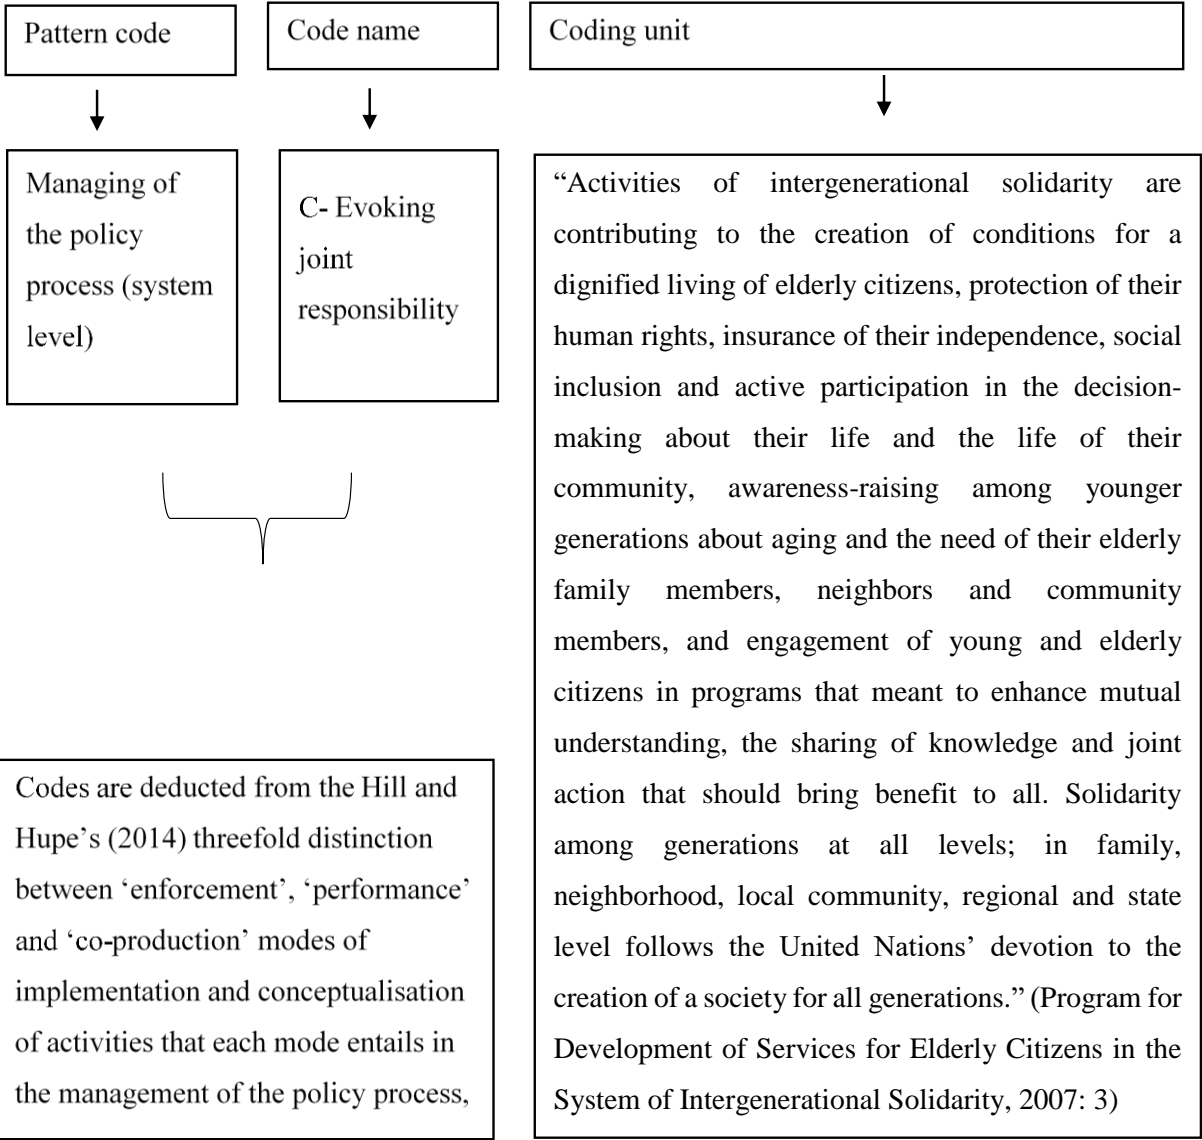 Pattern code
Code name
Coding unit
Managing of
the policy
process (system
level)
C- Evoking
joint
responsibility
“Activities of intergenerational solidarity are
contributing to the creation of conditions for a
dignified living of elderly citizens, protection of their
human rights, insurance of their independence, social
inclusion and active participation in the decision-
making about their life and the life of their
community, awareness-raising among younger
generations about aging and the need of their elderly
family members, neighbors and community
members, and engagement of young and elderly
citizens in programs that meant to enhance mutual
understanding, the sharing of knowledge and joint
action that should bring benefit to all. Solidarity
among generations at all levels; in family,
neighborhood, local community, regional and state
level follows the United Nations’ devotion to the
creation of a society for all generations.” (Program for
Development of Services for Elderly Citizens in the
System of Intergenerational Solidarity, 2007: 3)
Codes are deducted from the Hill and
Hupe’s (2014) threefold distinction
between ‘enforcement’, ‘performance’
and ‘co-production’ modes of
implementation and conceptualisation
of activities that each mode entails in
the management of the policy process,